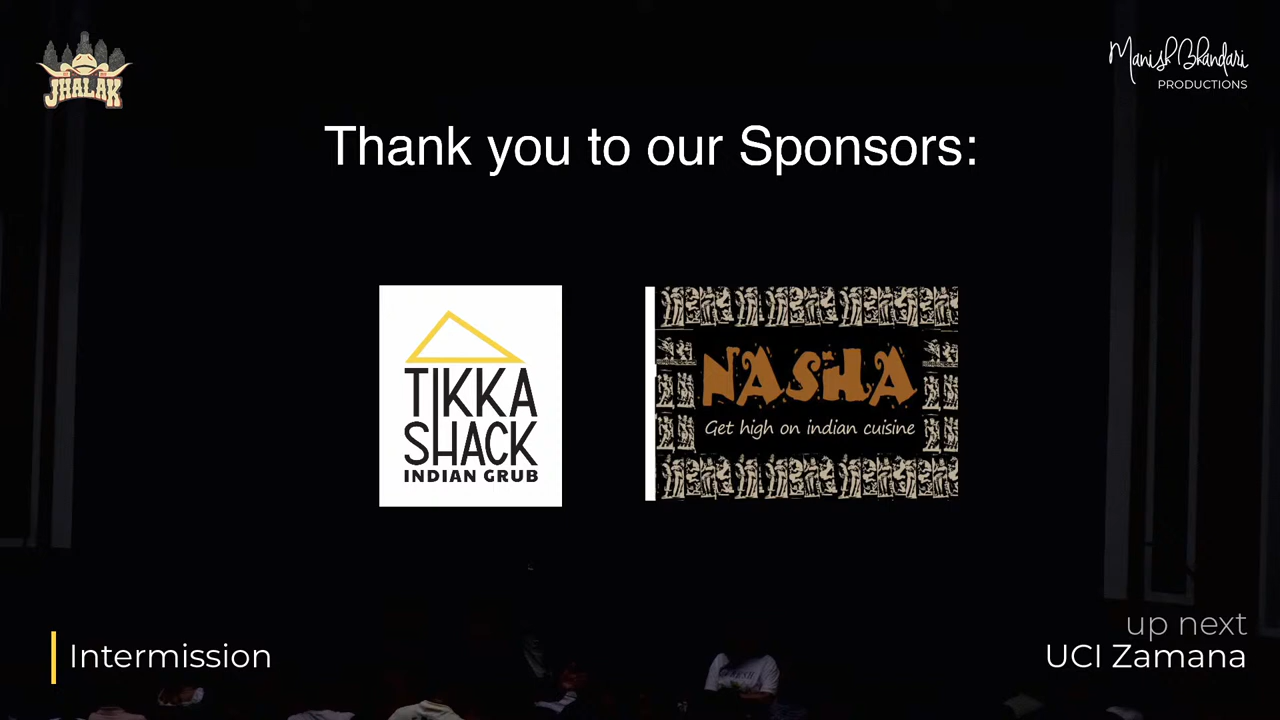 JHALAK
Manish Bhandari
PRODUCTIONS
Thank you to our Sponsors:
TIKKA
SHACK
INDIAN GRUB
NASHA
Get high on indian cuisine
Intermission
up next
UCI Zamana